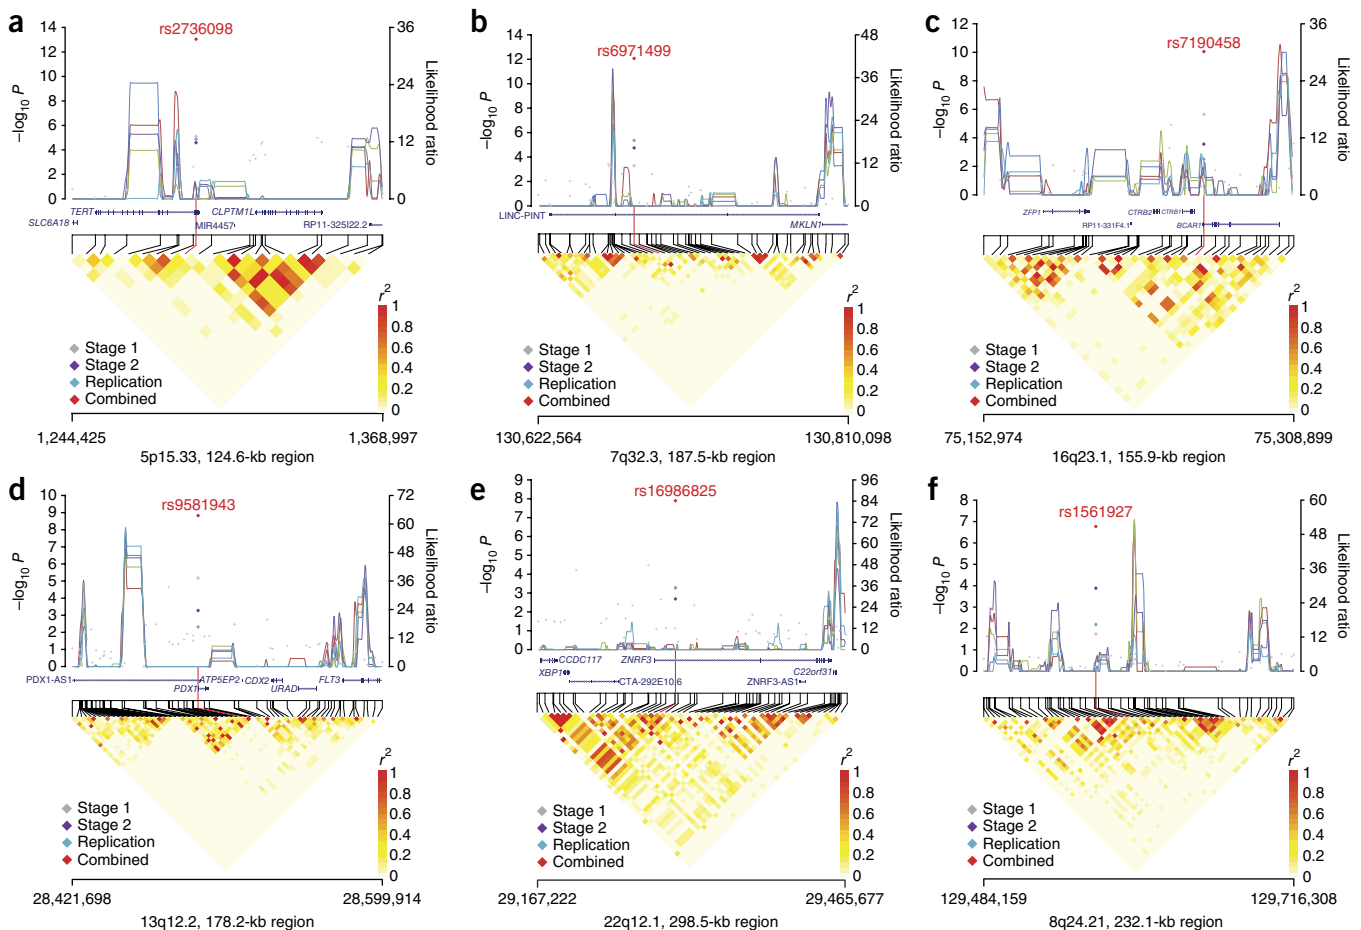 a
rs2736098
14
12
10
8
6
4
2
0
–log10 P
36
24
12
0
Likelihood ratio
TERT
CLPTM1L
SLC6A18
MIR4457
RP11-325I22.2
r2
1
0.8
0.6
0.4
0.2
0
Stage 1
Stage 2
Replication
Combined
1,244,425
1,368,997
5p15.33, 124.6-kb region
b
rs6971499
14
12
10
8
6
4
2
0
–log10 P
48
36
24
12
0
Likelihood ratio
LINC-PINT
MKLN1
r2
1
0.8
0.6
0.4
0.2
0
Stage 1
Stage 2
Replication
Combined
130,622,564
130,810,098
7q32.3, 187.5-kb region
c
rs7190458
12
10
8
6
4
2
0
–log10 P
36
24
12
0
Likelihood ratio
ZFP1
CTRB2
CTRB1
RP11-331F4.1
BCAR1
r2
1
0.8
0.6
0.4
0.2
0
Stage 1
Stage 2
Replication
Combined
75,152,974
75,308,899
16q23.1, 155.9-kb region
d
rs9581943
10
9
8
7
6
5
4
3
2
1
0
–log10 P
72
60
48
36
24
12
0
Likelihood ratio
PDX1-AS1
ATP5EP2
CDX2
FLT3
PDX1
URAD
r2
1
0.8
0.6
0.4
0.2
0
Stage 1
Stage 2
Replication
Combined
28,421,698
28,599,914
13q12.2, 178.2-kb region
e
rs16986825
9
8
7
6
5
4
3
2
1
0
–log10 P
96
84
72
60
48
36
24
12
0
Likelihood ratio
CCDC117
ZNRF3
XBP1
CTA-292E10.6
ZNRF3-AS1
C22orf31
r2
1
0.8
0.6
0.4
0.2
0
Stage 1
Stage 2
Replication
Combined
29,167,222
29,465,677
22q12.1, 298.5-kb region
f
rs1561927
8
7
6
5
4
3
2
1
0
–log10 P
60
48
36
24
12
0
Likelihood ratio
r2
1
0.8
0.6
0.4
0.2
0
Stage 1
Stage 2
Replication
Combined
129,484,159
129,716,308
8q24.21, 232.1-kb region